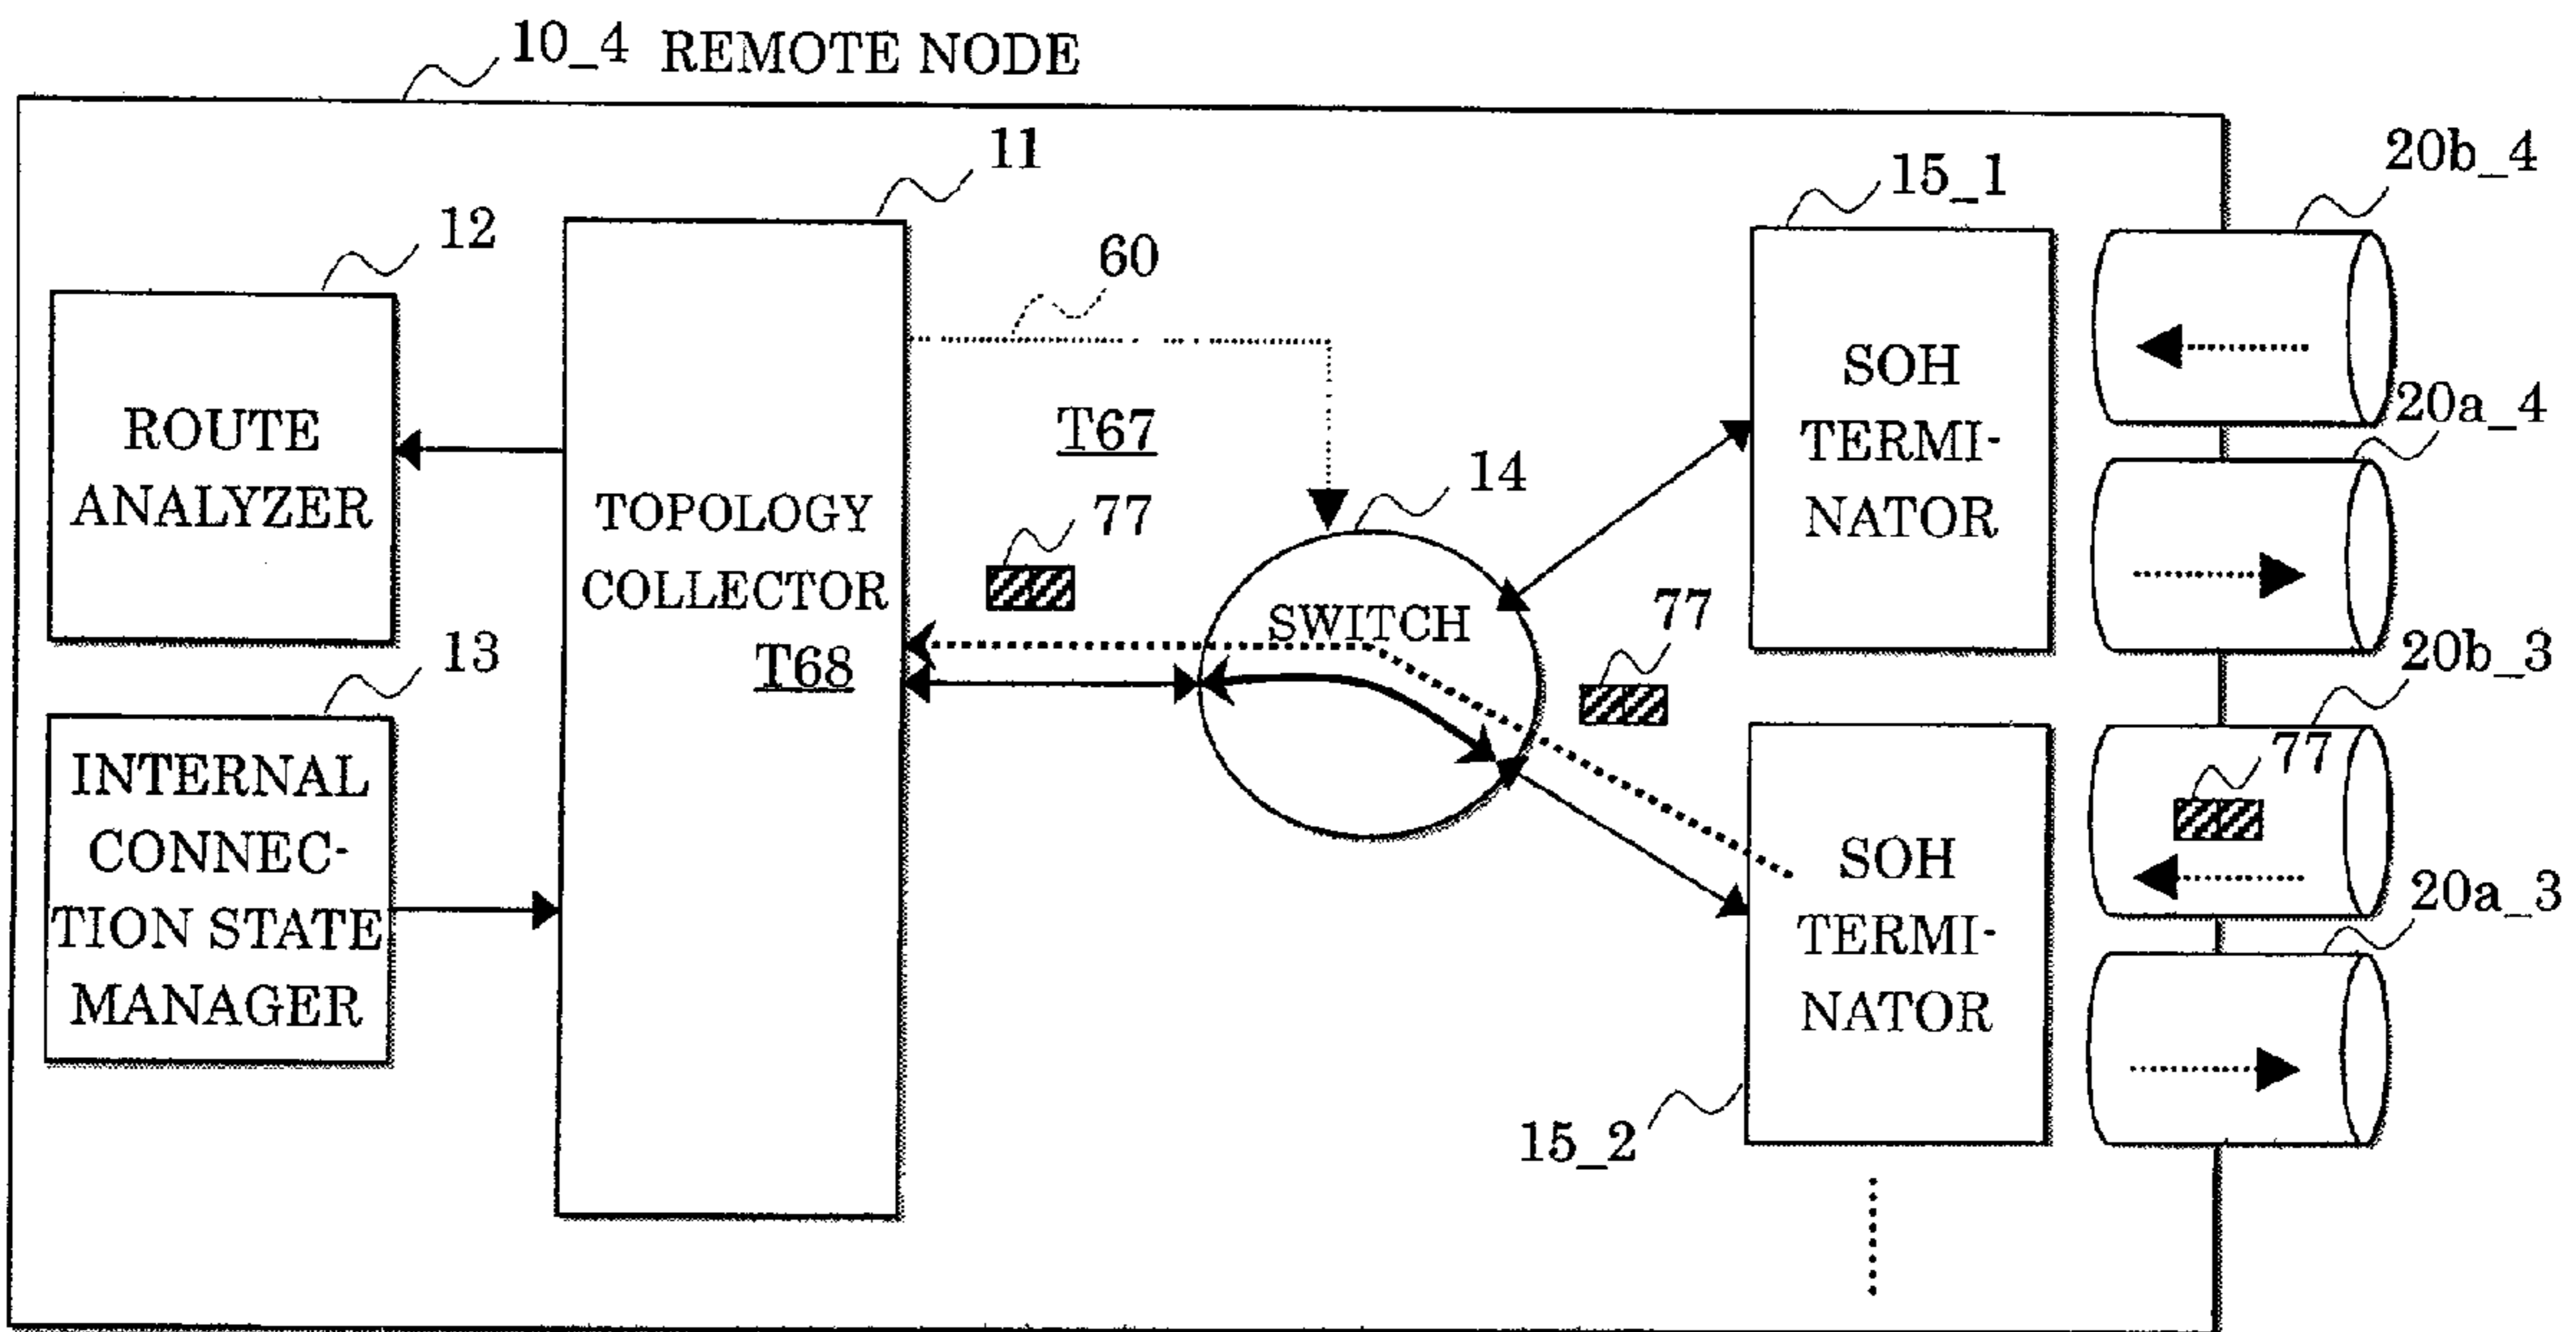 10_4 REMOTE NODE
11
15_1
20b_4
12
60
20a_4
ROUTE
ANALYZER
T67
77
14
SOH
TERMI-
NATOR
TOPOLOGY
COLLECTOR
T68
SWITCH
77
20b_3
13
INTERNAL
CONNEC-
TION STATE
MANAGER
SOH
TERMI-
NATOR
77
20a_3
15_2